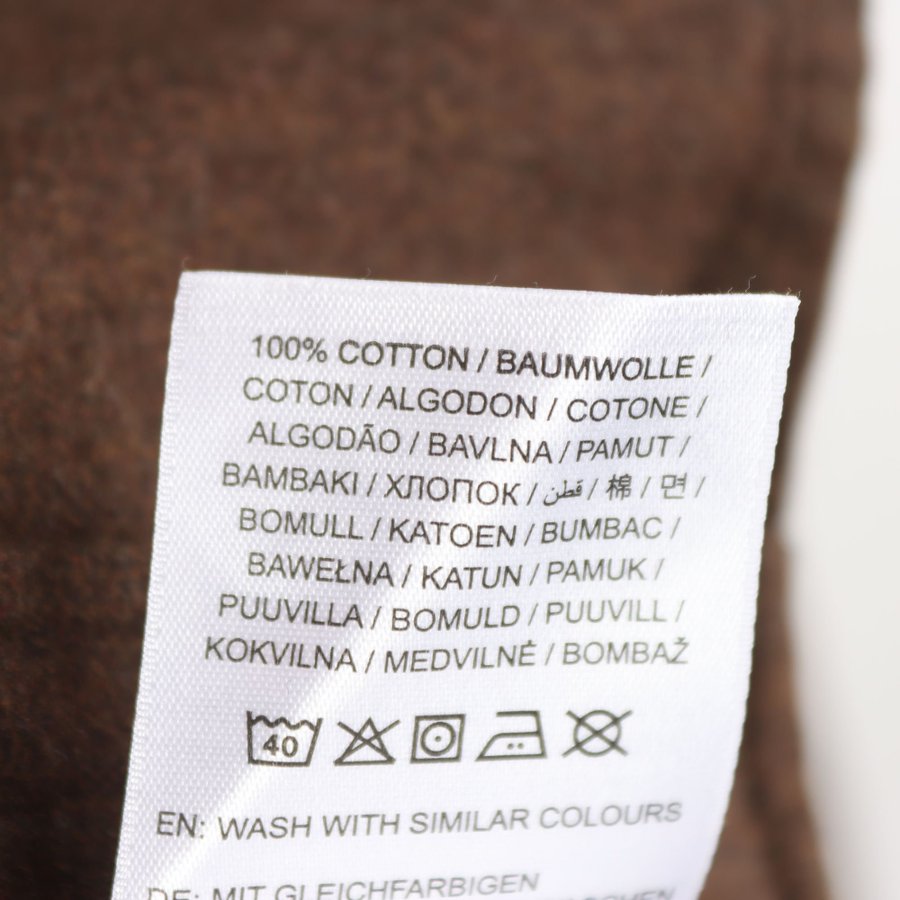 100% COTTON / BAUMWOLLE /
COTON / ALGODON / COTONE /
ALGODÃO / BAVLNA / PAMUT /
BAMBAKI / ХЛОПОК / قطن / 棉 / 면 /
BOMULL / KATOEN / BUMBAC /
BAWEŁNA / KATUN / PAMUK /
PUUVILLA / BOMULD / PUUVILL /
KOKVILNA / MEDVILNĖ / BOMBAŽ
40
EN: WASH WITH SIMILAR COLOURS
DE: MIT GLEICHFARBIGEN